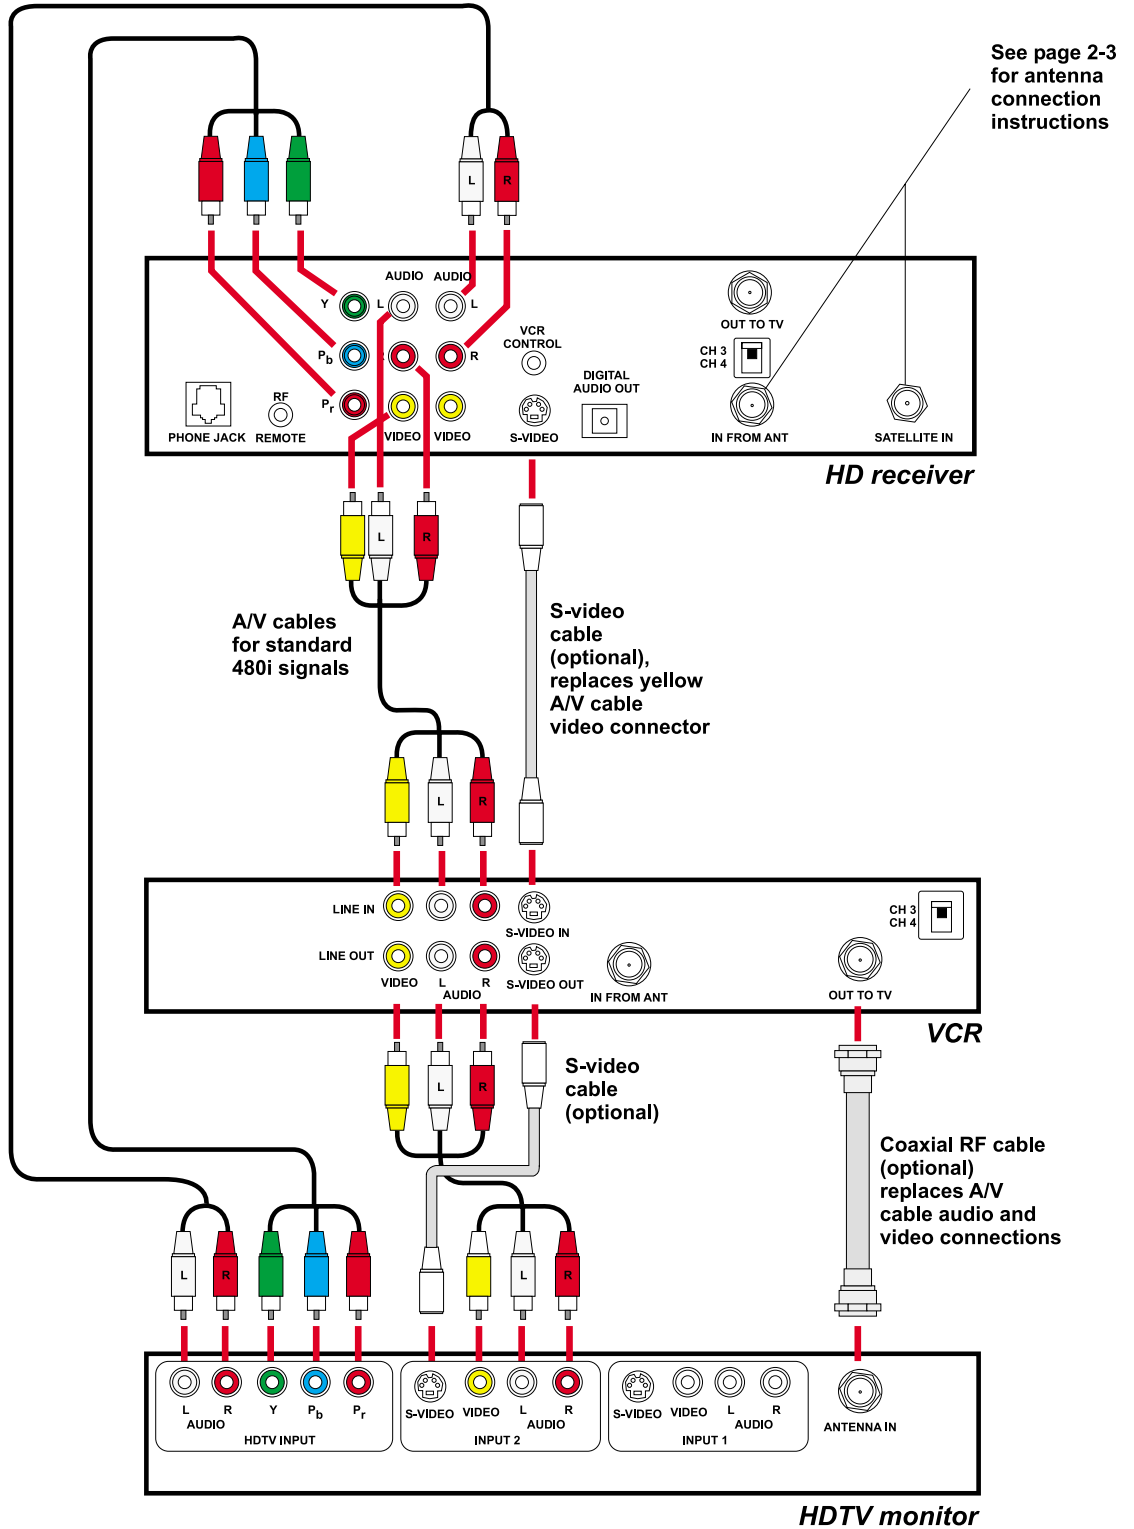 See page 2-3
for antenna
connection
instructions
L
R
AUDIO
AUDIO
Y
L
L
OUT TO TV
VCR
CONTROL
CH 3
CH 4
Pb
R
R
DIGITAL
AUDIO OUT
RF
Pr
PHONE JACK
REMOTE
VIDEO
VIDEO
S-VIDEO
IN FROM ANT
SATELLITE IN
HD receiver
L
R
A/V cables
for standard
480i signals
S-video
cable
(optional),
replaces yellow
A/V cable
video connector
L
R
LINE IN
CH 3
CH 4
S-VIDEO IN
LINE OUT
VIDEO
L
R
AUDIO
S-VIDEO OUT
IN FROM ANT
OUT TO TV
VCR
S-video
cable
(optional)
L
R
Coaxial RF cable
(optional)
replaces A/V
cable audio and
video connections
L
R
L
R
L
R
Y
Pb
Pr
AUDIO
HDTV INPUT
S-VIDEO
VIDEO
L
R
AUDIO
INPUT 2
S-VIDEO
VIDEO
L
R
AUDIO
INPUT 1
ANTENNA IN
HDTV monitor